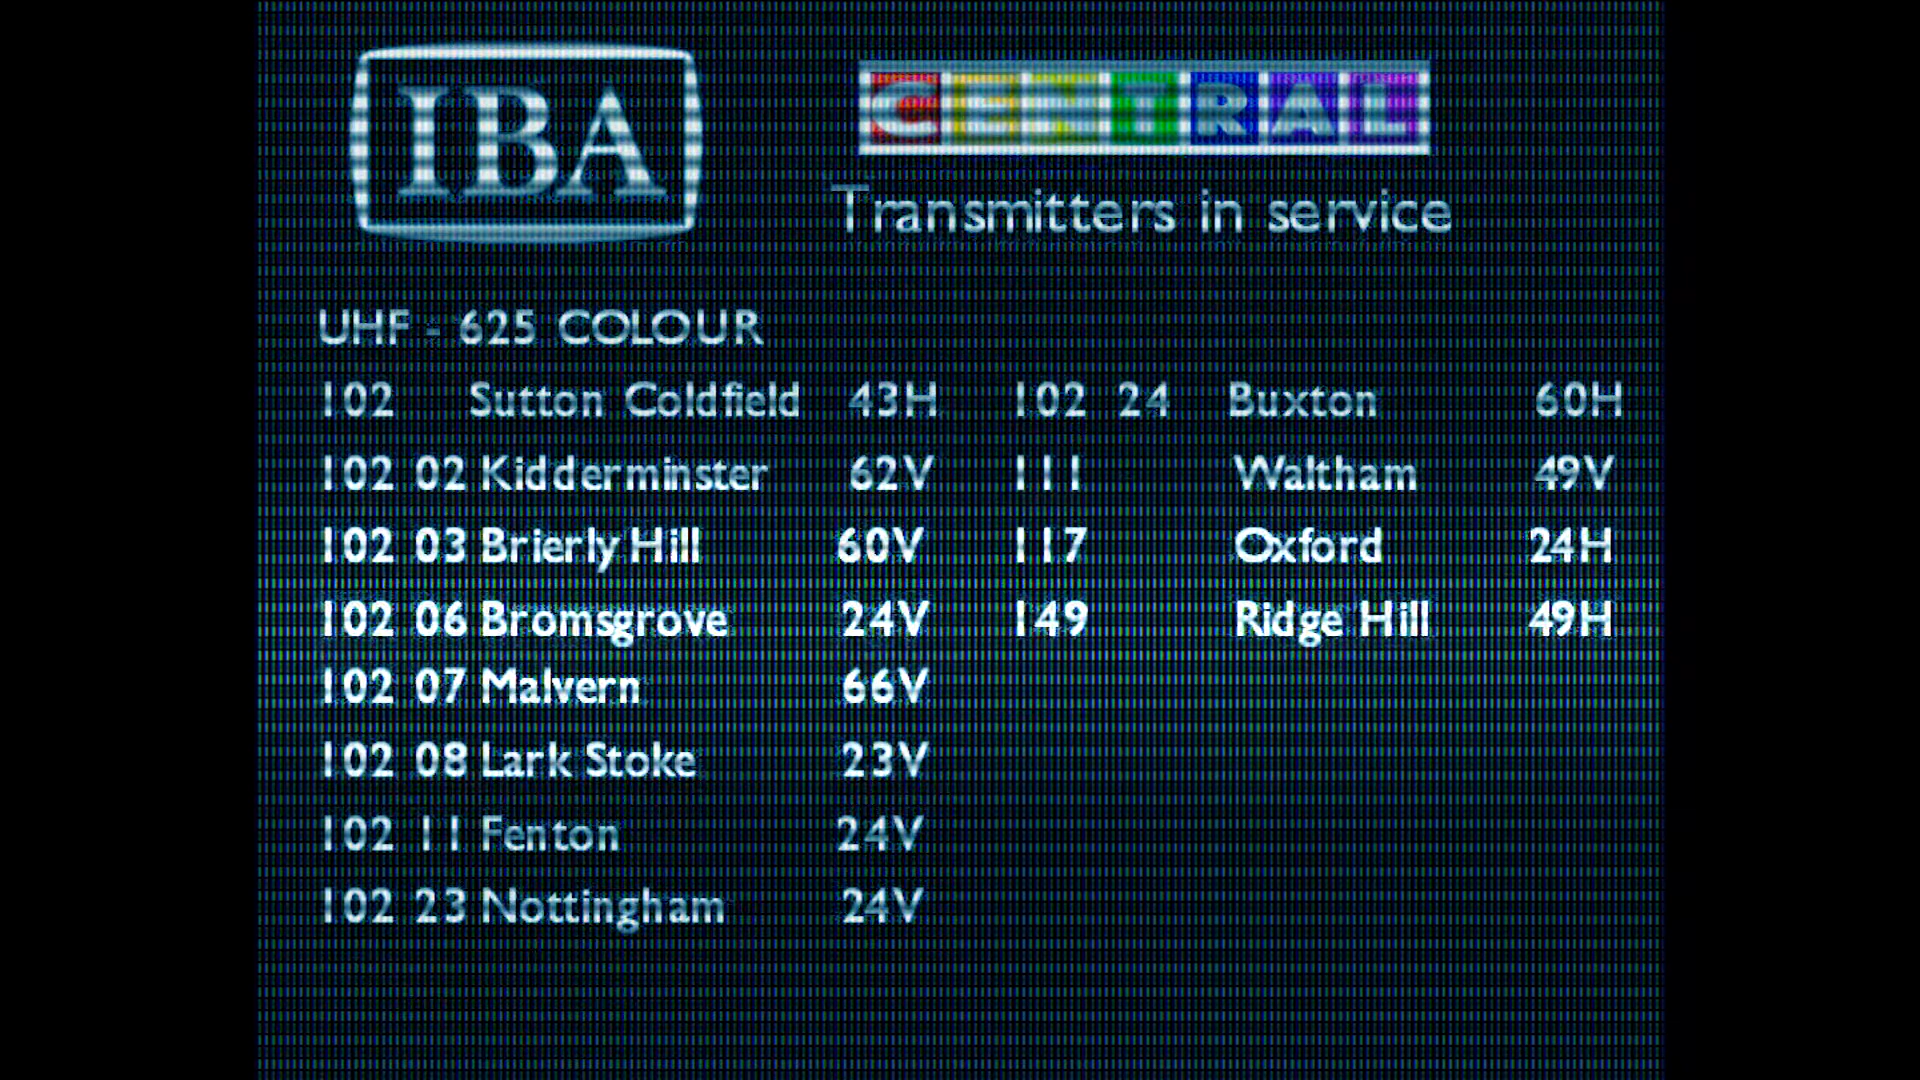 IBA
CENTRAL
Transmitters in service
UHF - 625 COLOUR
102 Sutton Coldfield 43H 102 24 Buxton 60H
102 02 Kidderminster 62V 111 Waltham 49V
102 03 Brierly Hill 60V 117 Oxford 24H
102 06 Bromsgrove 24V 149 Ridge Hill 49H
102 07 Malvern 66V
102 08 Lark Stoke 23V
102 11 Fenton 24V
102 23 Nottingham 24V